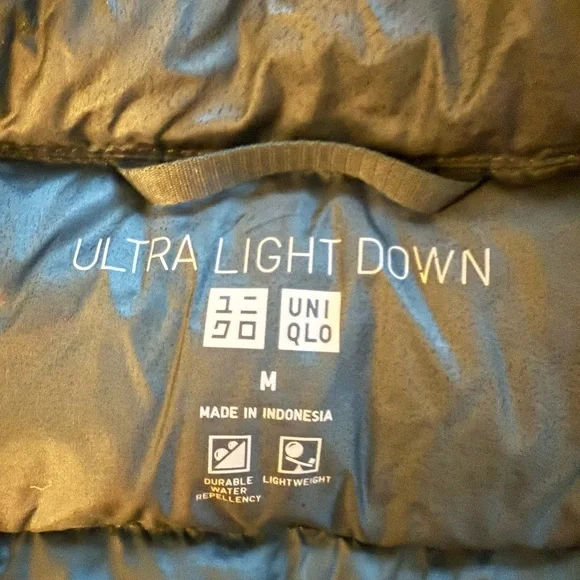 ULTRA LIGHT DOWN
ユニ UNI
クロ QLO
M
MADE IN INDONESIA
DURABLE LIGHTWEIGHT
WATER
REPELLENCY